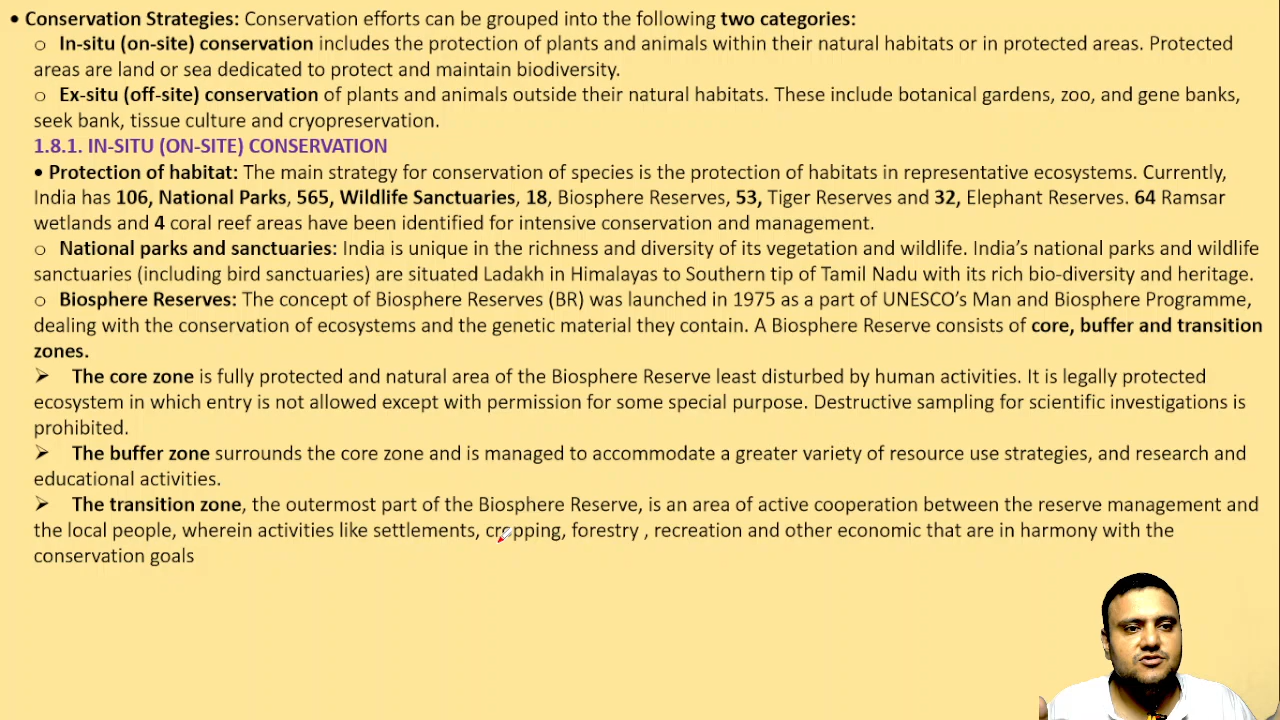 • Conservation Strategies: Conservation efforts can be grouped into the following two categories:
o In-situ (on-site) conservation includes the protection of plants and animals within their natural habitats or in protected areas. Protected
areas are land or sea dedicated to protect and maintain biodiversity.
o Ex-situ (off-site) conservation of plants and animals outside their natural habitats. These include botanical gardens, zoo, and gene banks,
seek bank, tissue culture and cryopreservation.
1.8.1. IN-SITU (ON-SITE) CONSERVATION
• Protection of habitat: The main strategy for conservation of species is the protection of habitats in representative ecosystems. Currently,
India has 106, National Parks, 565, Wildlife Sanctuaries, 18, Biosphere Reserves, 53, Tiger Reserves and 32, Elephant Reserves. 64 Ramsar
wetlands and 4 coral reef areas have been identified for intensive conservation and management.
o National parks and sanctuaries: India is unique in the richness and diversity of its vegetation and wildlife. India's national parks and wildlife
sanctuaries (including bird sanctuaries) are situated Ladakh in Himalayas to Southern tip of Tamil Nadu with its rich bio-diversity and heritage.
o Biosphere Reserves: The concept of Biosphere Reserves (BR) was launched in 1975 as a part of UNESCO's Man and Biosphere Programme,
dealing with the conservation of ecosystems and the genetic material they contain. A Biosphere Reserve consists of core, buffer and transition
zones.
➢ The core zone is fully protected and natural area of the Biosphere Reserve least disturbed by human activities. It is legally protected
ecosystem in which entry is not allowed except with permission for some special purpose. Destructive sampling for scientific investigations is
prohibited.
➢ The buffer zone surrounds the core zone and is managed to accommodate a greater variety of resource use strategies, and research and
educational activities.
➢ The transition zone, the outermost part of the Biosphere Reserve, is an area of active cooperation between the reserve management and
the local people, wherein activities like settlements, cropping, forestry , recreation and other economic that are in harmony with the
conservation goals